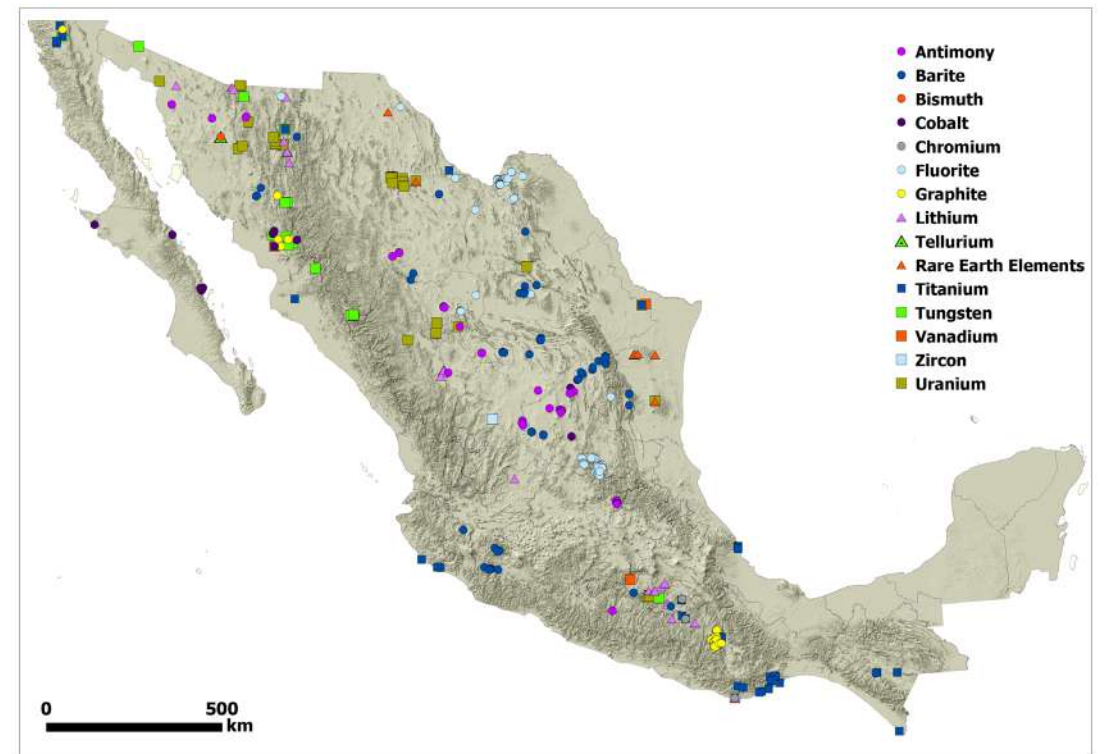 Antimony
Barite
Bismuth
Cobalt
Chromium
Fluorite
Graphite
Lithium
Tellurium
Rare Earth Elements
Titanium
Tungsten
Vanadium
Zircon
Uranium
0 500
km